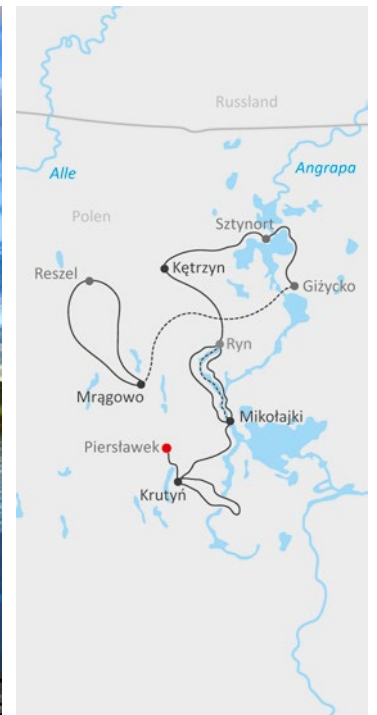 Russland
Alle
Angrapa
Polen
Sztynort
Reszel
Kętrzyn
Giżycko
Ryn
Mrągowo
Mikołajki
Piersławek
Krutyń